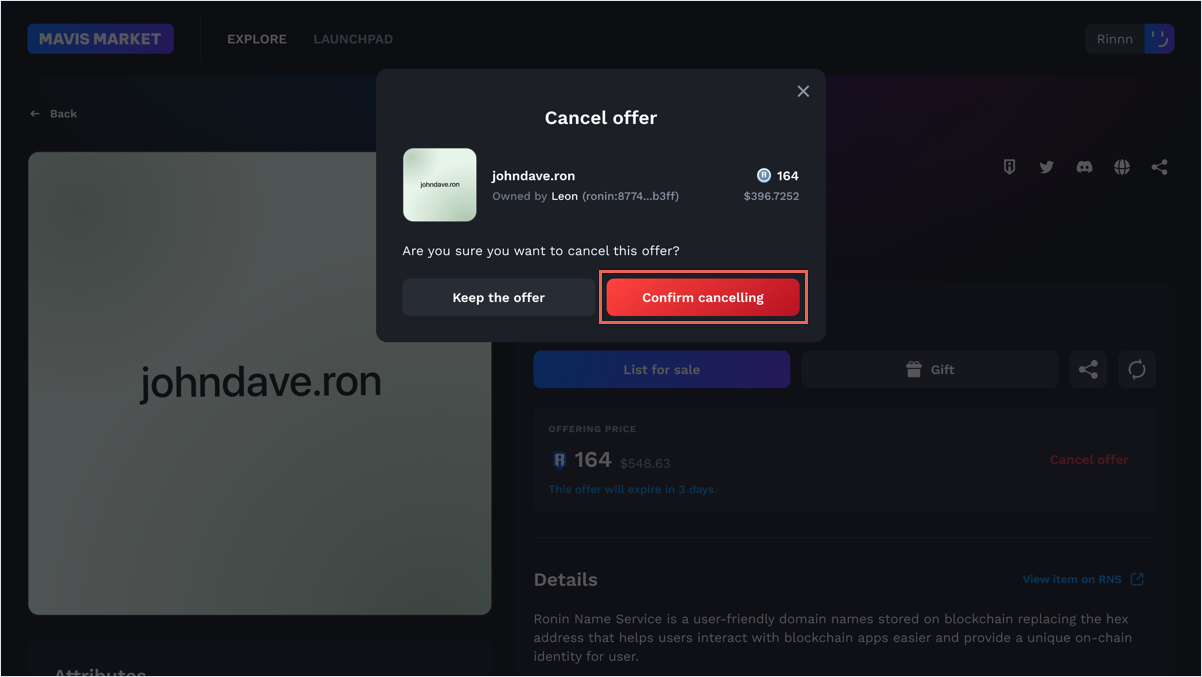 MAVIS MARKET
EXPLORE
LAUNCHPAD
Rinnn
Back
Cancel offer
johndave.ron
johndave.ron
164
Owned by Leon (ronin:8774...b3ff)
$396.7252
Are you sure you want to cancel this offer?
Keep the offer
Confirm cancelling
johndave.ron
List for sale
Gift
OFFERING PRICE
164 $548.63
Cancel offer
This offer will expire in 3 days.
Details
View item on RNS
Ronin Name Service is a user-friendly domain names stored on blockchain replacing the hex
address that helps users interact with blockchain apps easier and provide a unique on-chain
identity for user.
Attributes